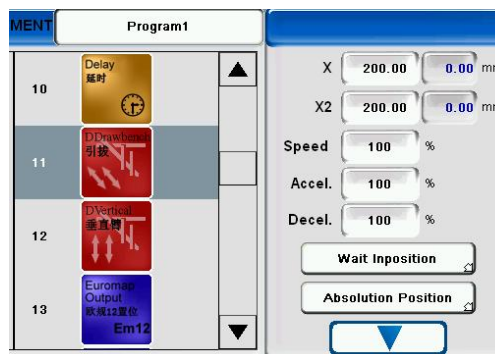 MENT
Program1
10
Delay
延时
11
DDrawbench
引拔
12
DVertical
垂直臂
13
Euromap
Output
欧规12置位
Em12
X 200.00 0.00 mm
X2 200.00 0.00 mm
Speed 100 %
Accel. 100 %
Decel. 100 %
Wait Inposition
Absolution Position